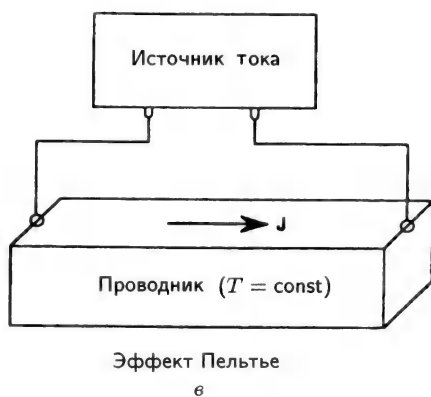 Источник тока
J
Проводник (T = const)
Эффект Пельтье
в